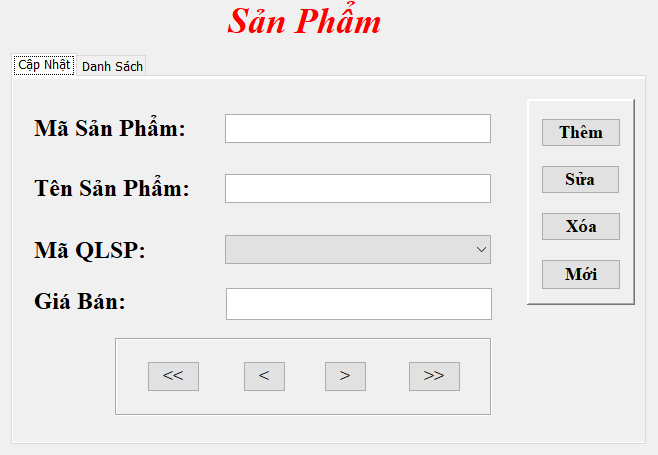 Sản Phẩm
Cập Nhật
Danh Sách
Mã Sản Phẩm:
Thêm
Tên Sản Phẩm:
Sửa
Mã QLSP:
Xóa
Giá Bán:
Mới
<< < > >>